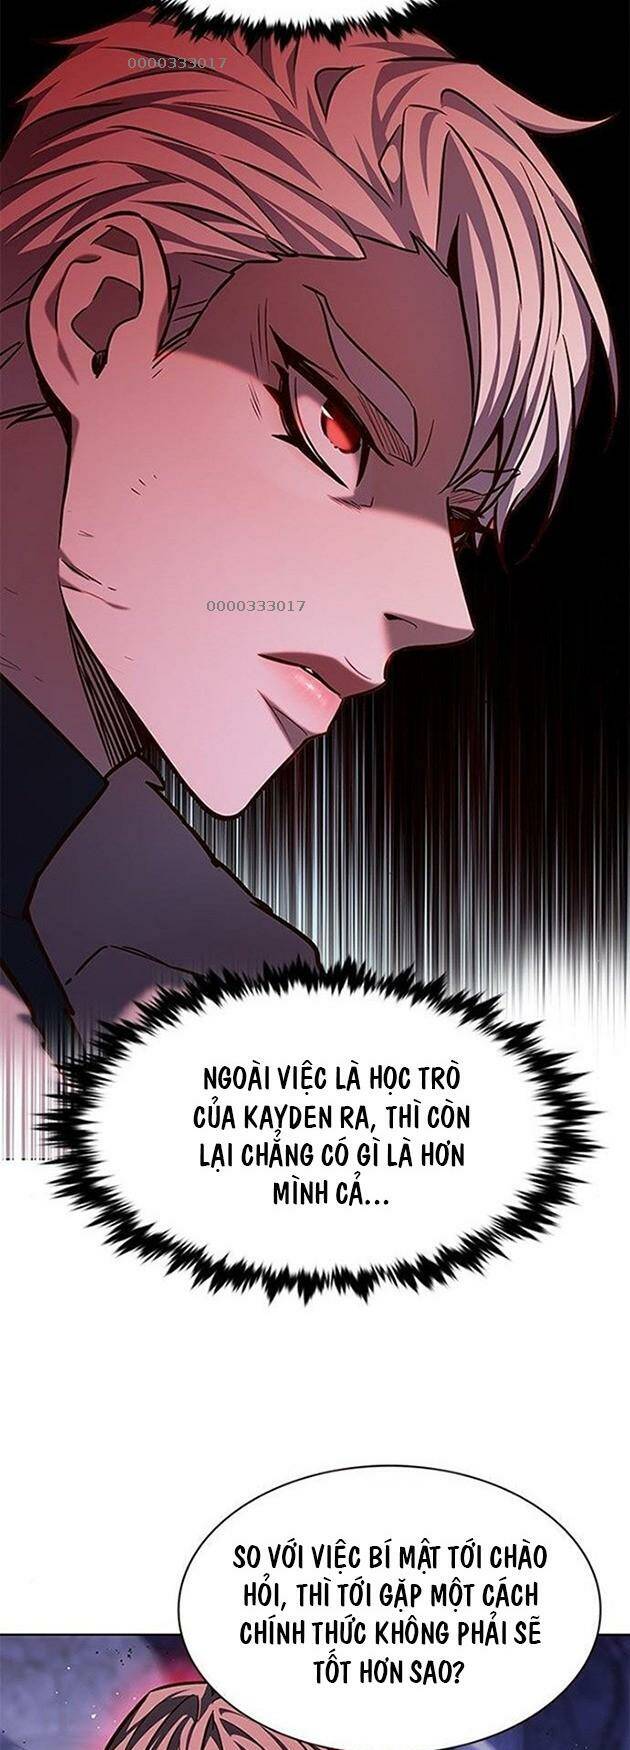 0000333017
0000333017
NGOÀI VIỆC LÀ HỌC TRÒ
CỦA KAYDEN RA, THÌ CÒN
LẠI CHẲNG CÓ GÌ LÀ HƠN
MÌNH CẢ...
SO VỚI VIỆC BÍ MẬT TỚI CHÀO
HỎI, THÌ TỚI GẶP MỘT CÁCH
CHÍNH THỨC KHÔNG PHẢI SẼ
TỐT HƠN SAO?